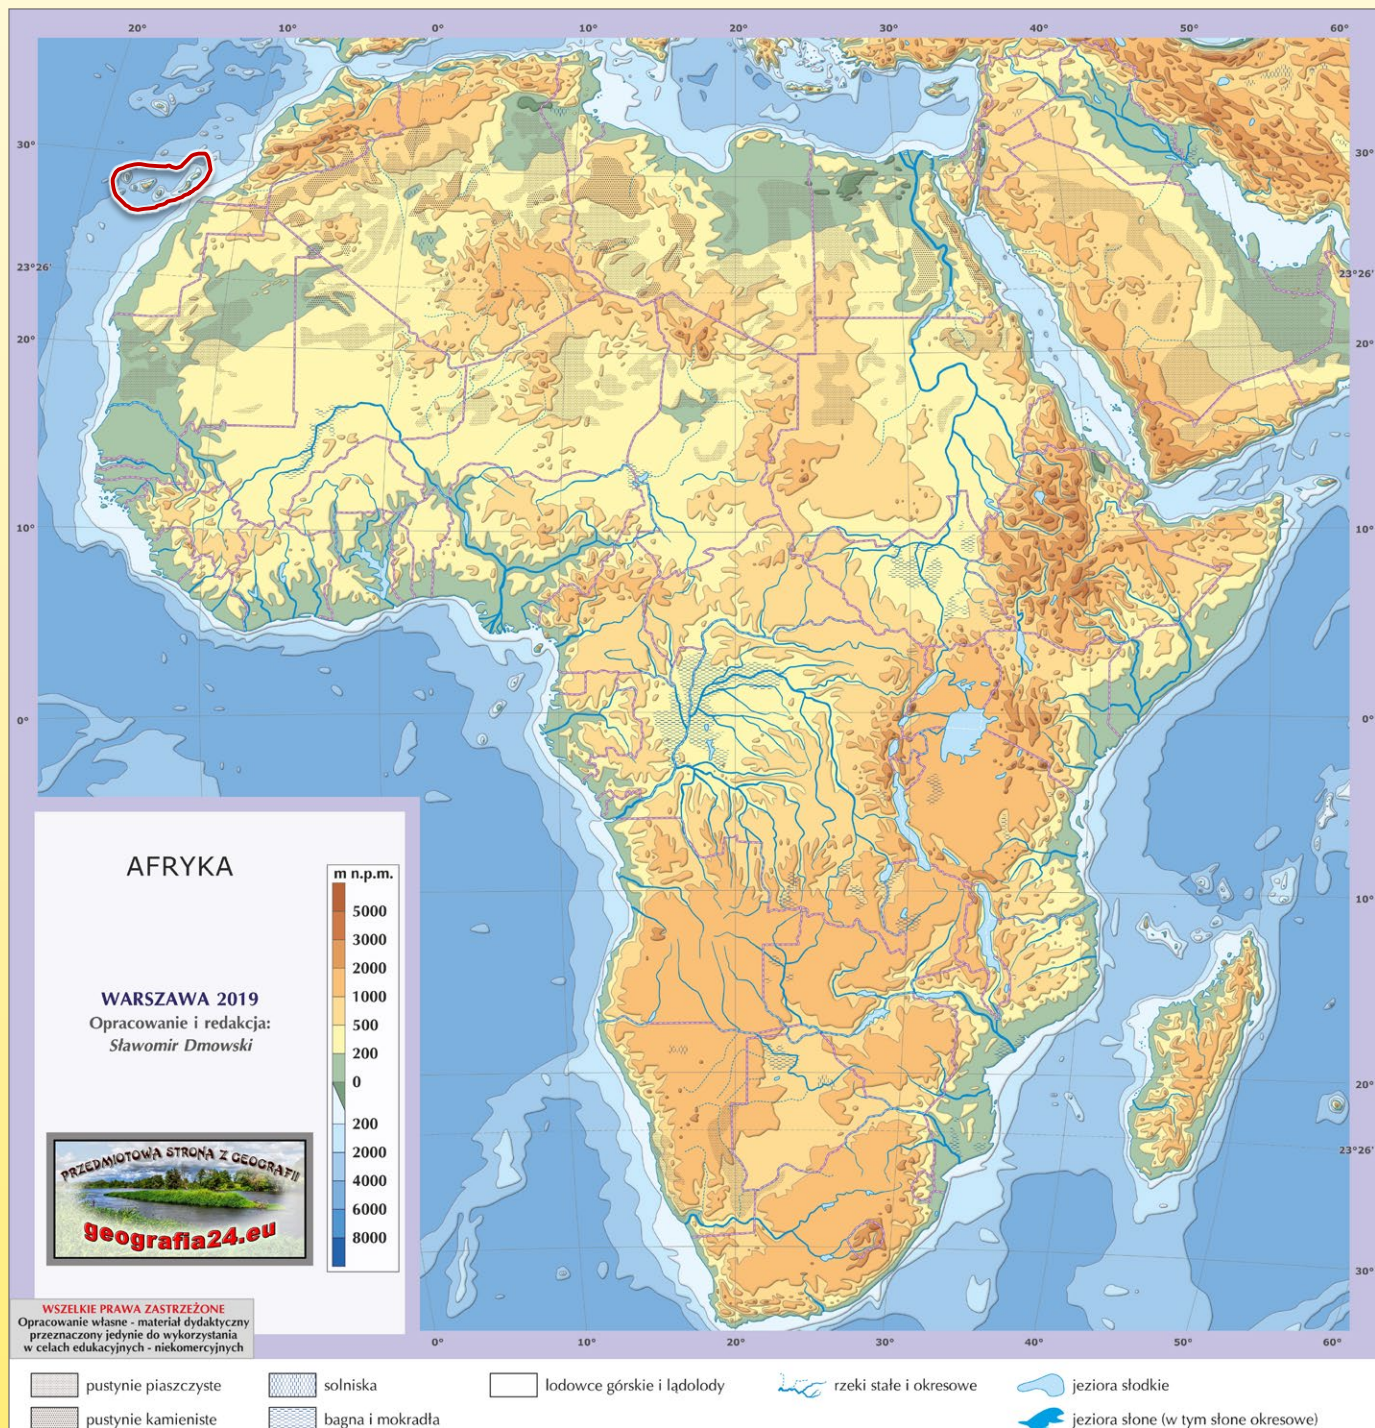 20° 10° 0° 10° 20° 30° 40° 50° 60°
30° 30°
23°26' 23°26'
20° 20°
10° 10°
0° 0°
AFRYKA
m n.p.m.
5000
3000
2000
1000
500
200
0
200
2000
4000
6000
8000
WARSZAWA 2019
Opracowanie i redakcja:
Sławomir Dmowski
PRZEDMIOTOWA STRONA Z GEOGRAFII
geografia24.eu
10°
20°
23°26'
30°
WSZELKIE PRAWA ZASTRZEŻONE
Opracowanie własne - materiał dydaktyczny
przeznaczony jedynie do wykorzystania
w celach edukacyjnych - niekomercyjnych
0° 10° 20° 30° 40° 50° 60°
pustynie piaszczyste
solniska
lodowce górskie i lądolody
rzeki stałe i okresowe
jeziora słodkie
pustynie kamieniste
bagna i mokradła
jeziora słone (w tym słone okresowe)